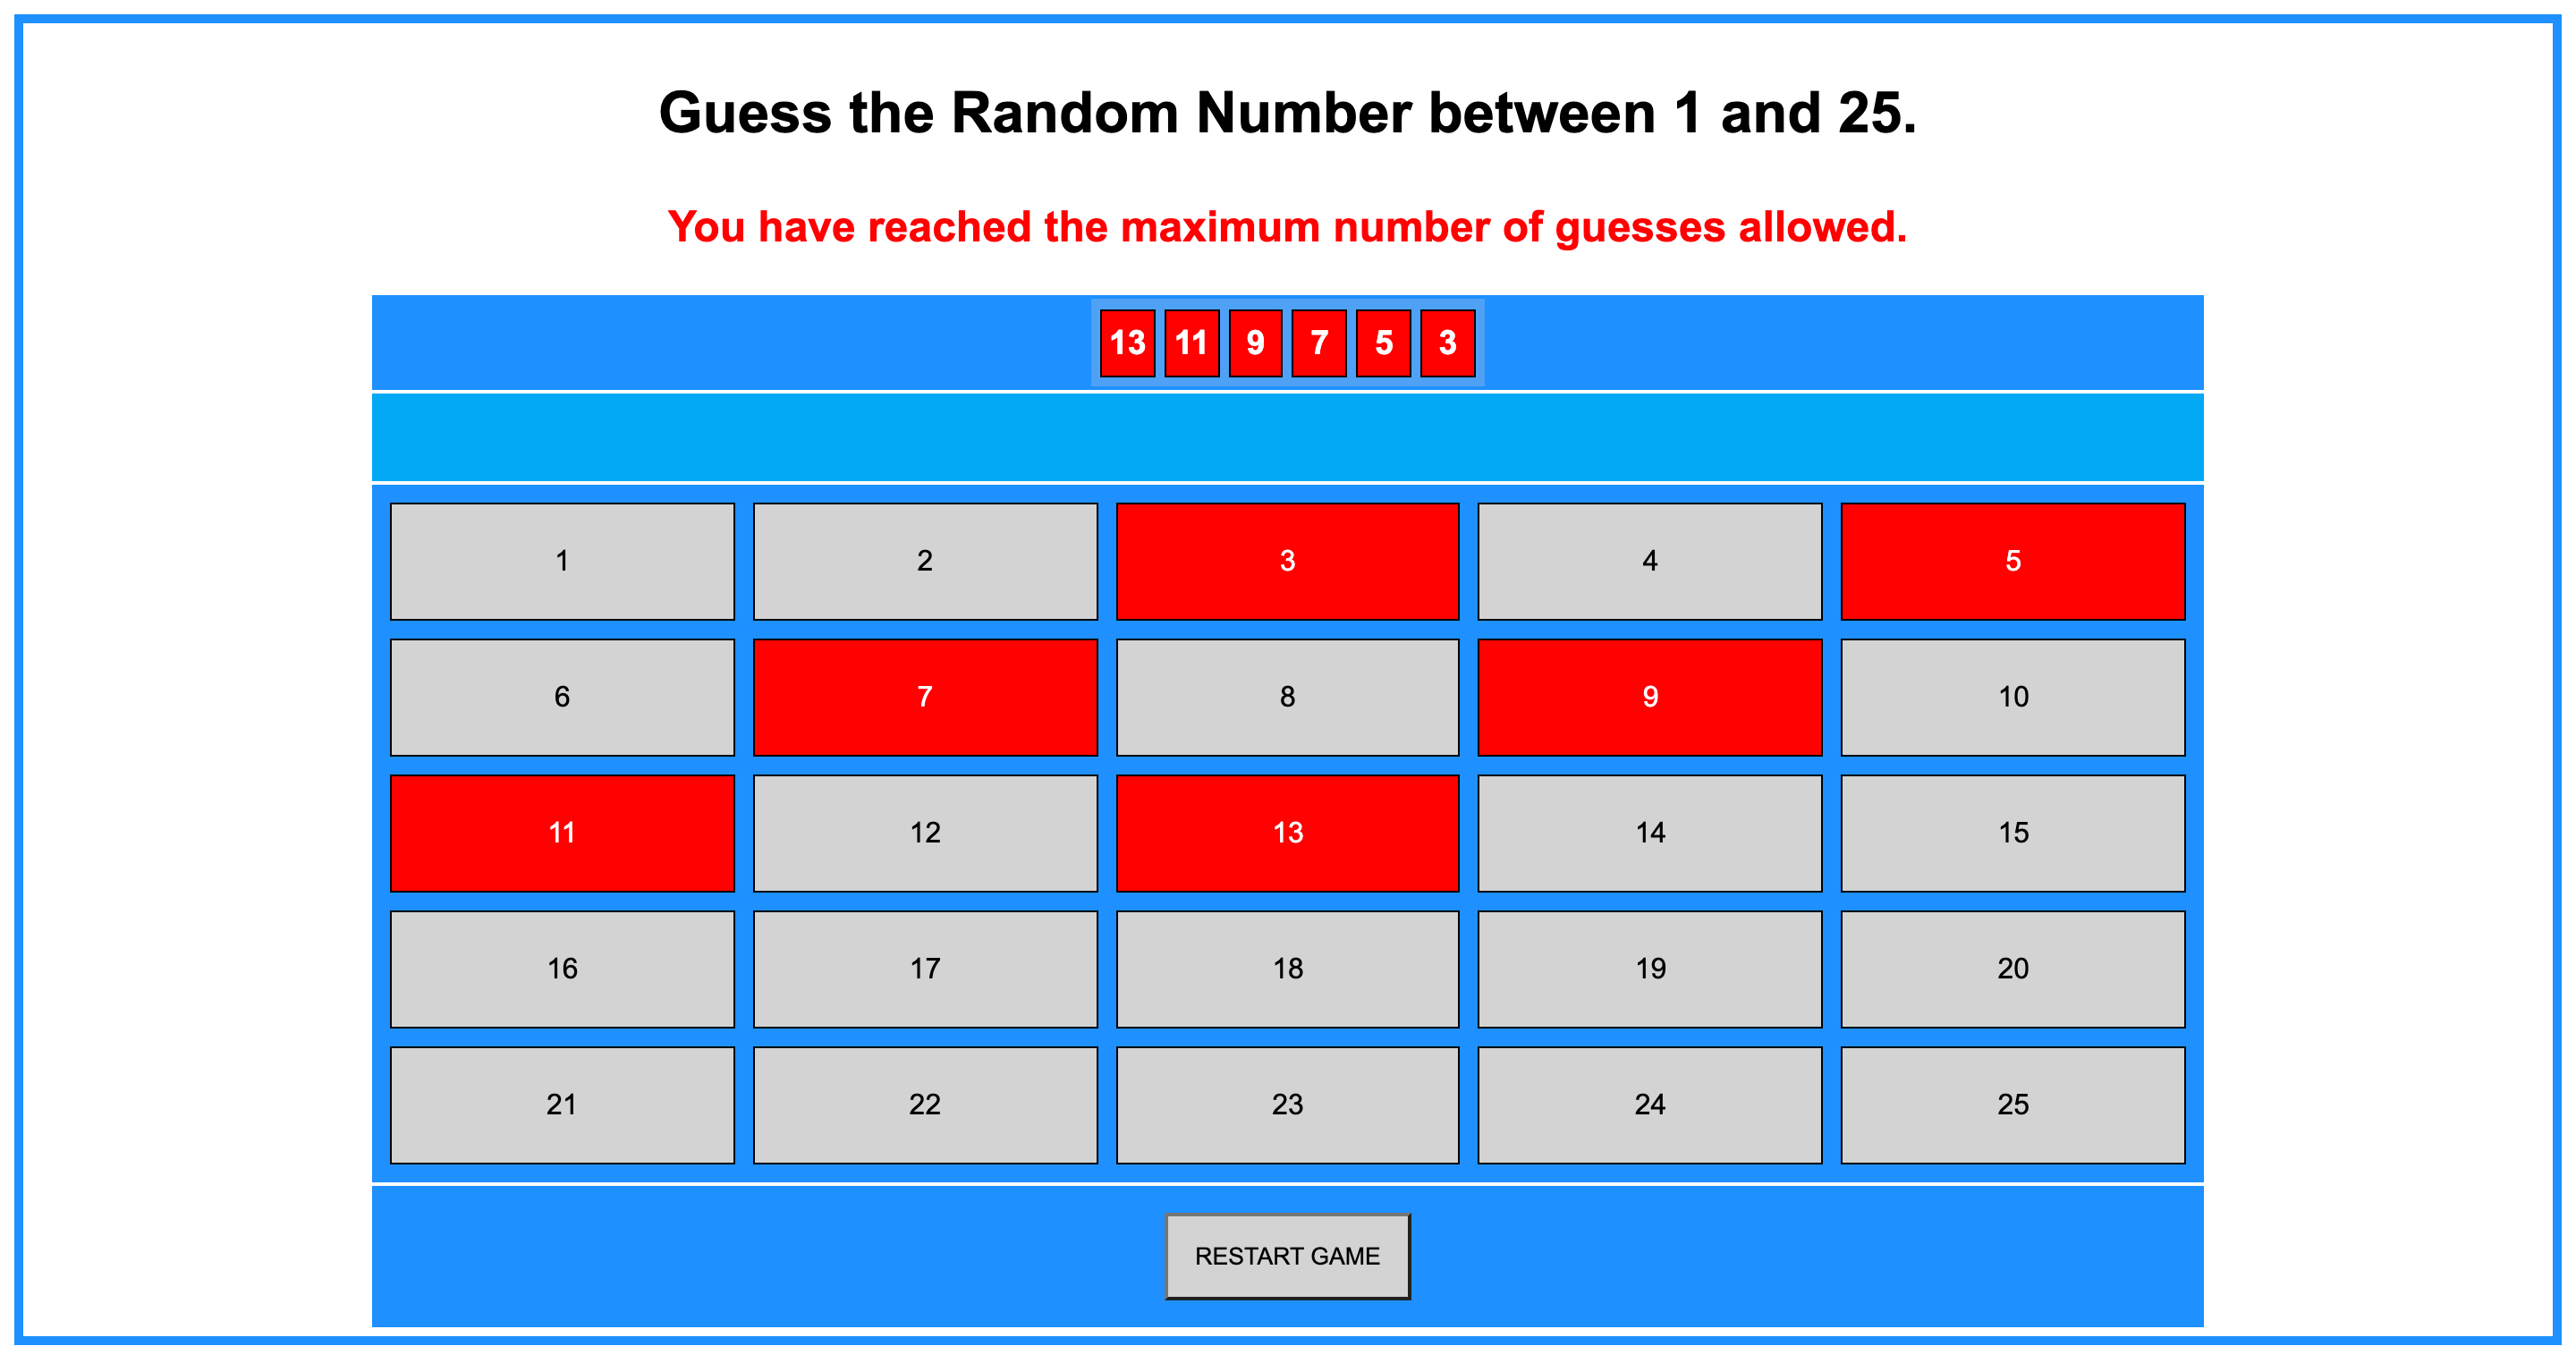 Guess the Random Number between 1 and 25.
You have reached the maximum number of guesses allowed.
13 11 9 7 5 3
1 2 3 4 5
6 7 8 9 10
11 12 13 14 15
16 17 18 19 20
21 22 23 24 25
RESTART GAME